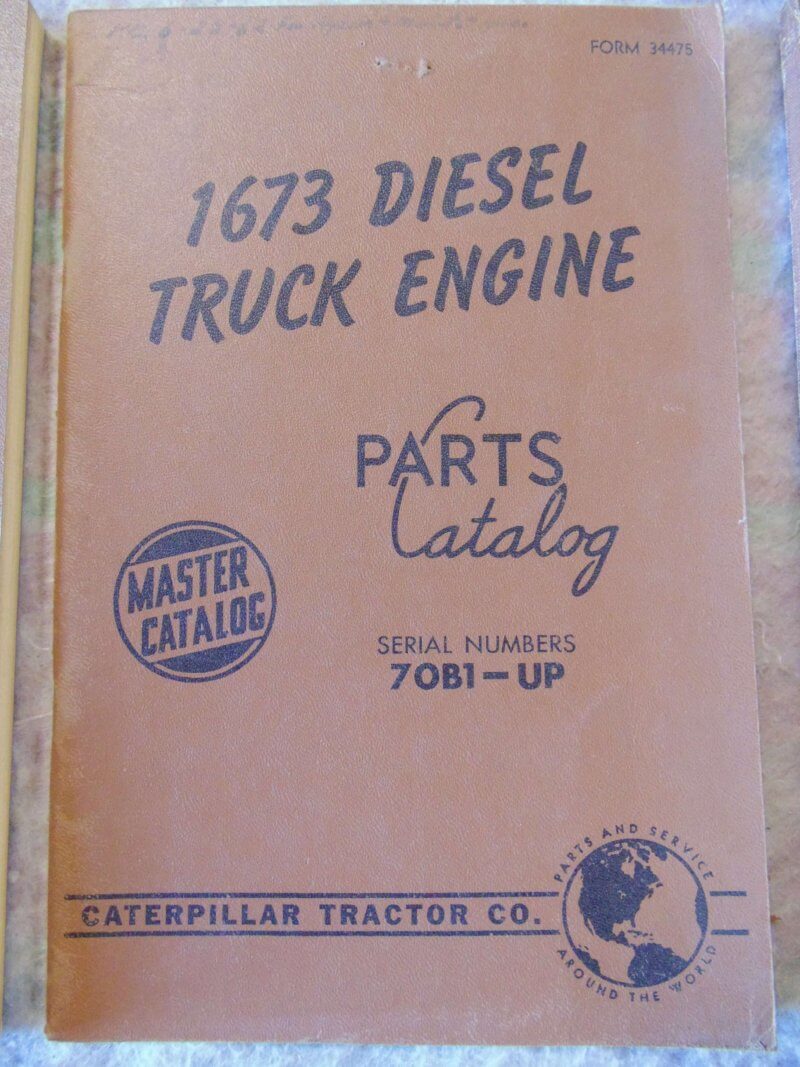 FORM 34475
1673 DIESEL
TRUCK ENGINE
PARTS
Catalog
MASTER
CATALOG
SERIAL NUMBERS
70B1-UP
PARTS AND SERVICE
CATERPILLAR TRACTOR CO.
AROUND THE WORLD